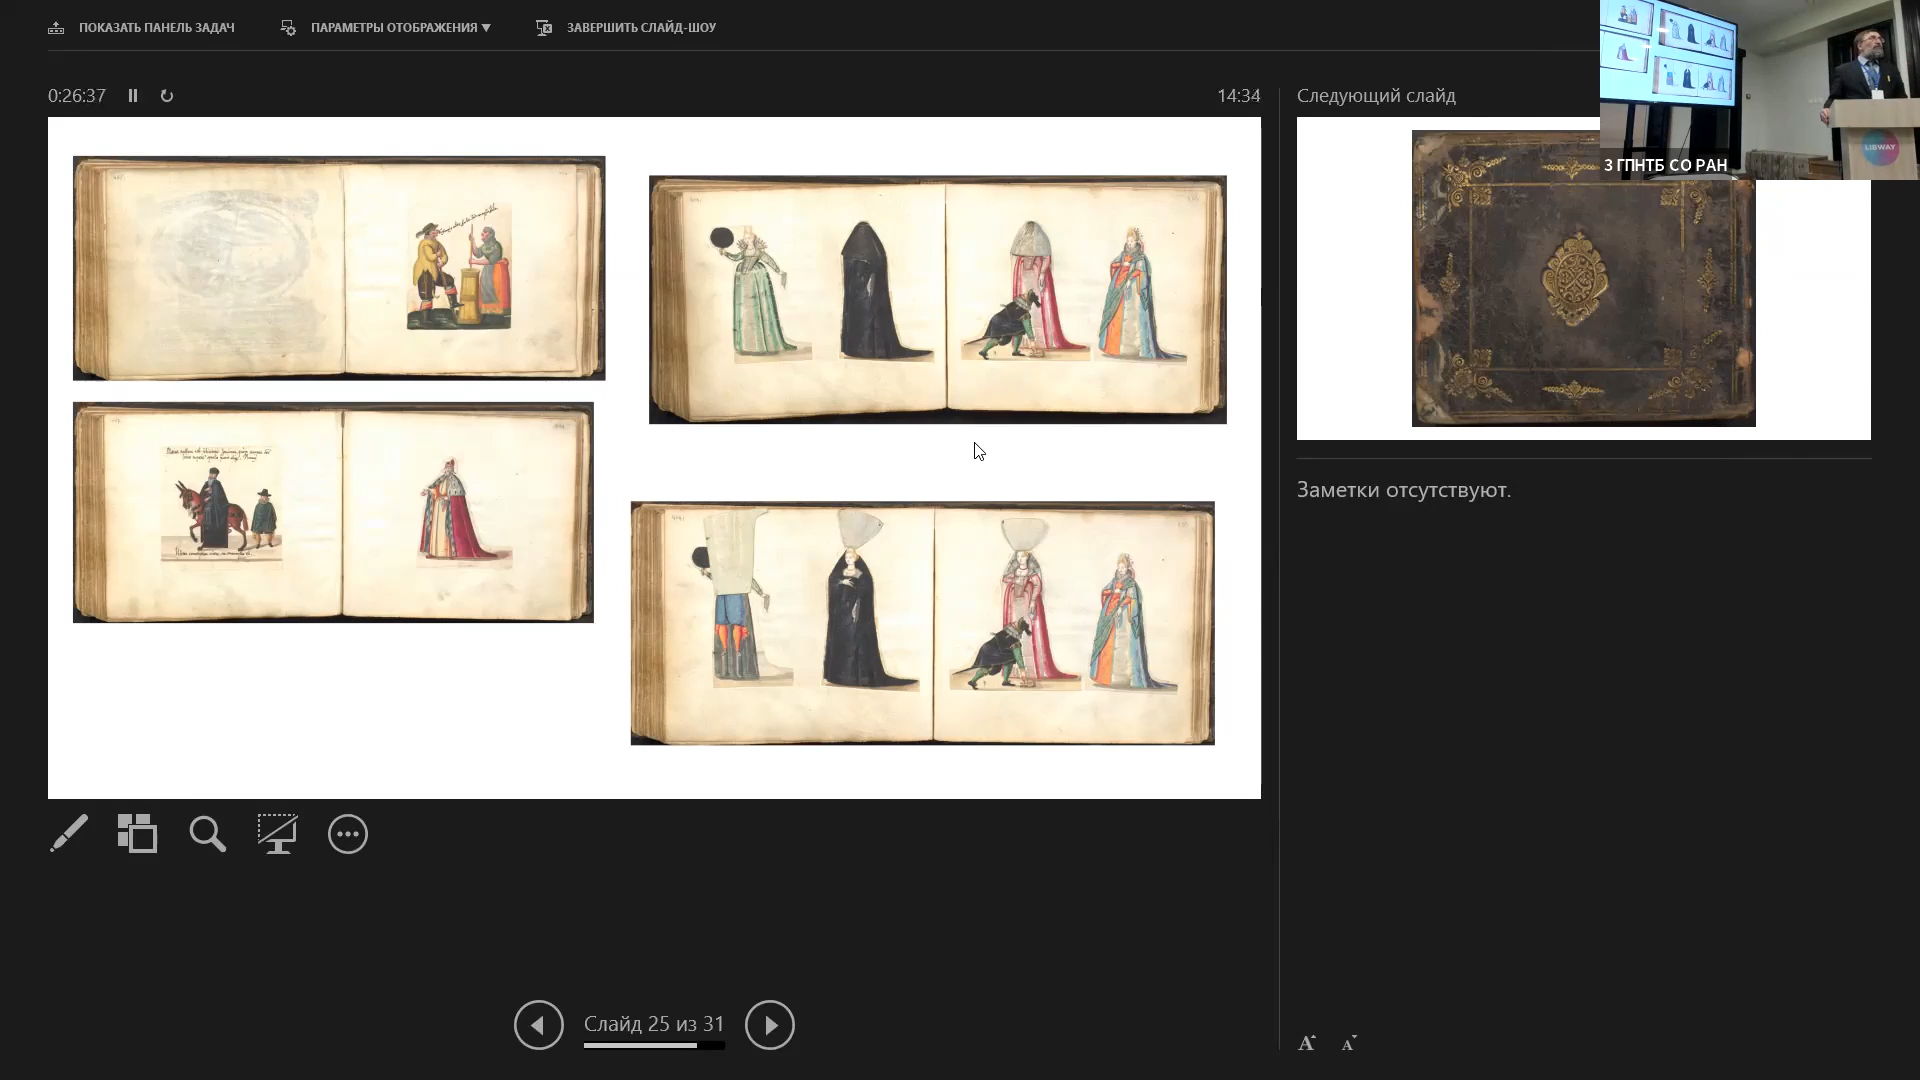 ПОКАЗАТЬ ПАНЕЛЬ ЗАДАЧ
ПАРАМЕТРЫ ОТОБРАЖЕНИЯ ▼
ЗАВЕРШИТЬ СЛАЙД-ШОУ
0:26:37
14:34
Следующий слайд
3 ГПНТБ СО РАН
LIBWAY
Заметки отсутствуют.
Слайд 25 из 31